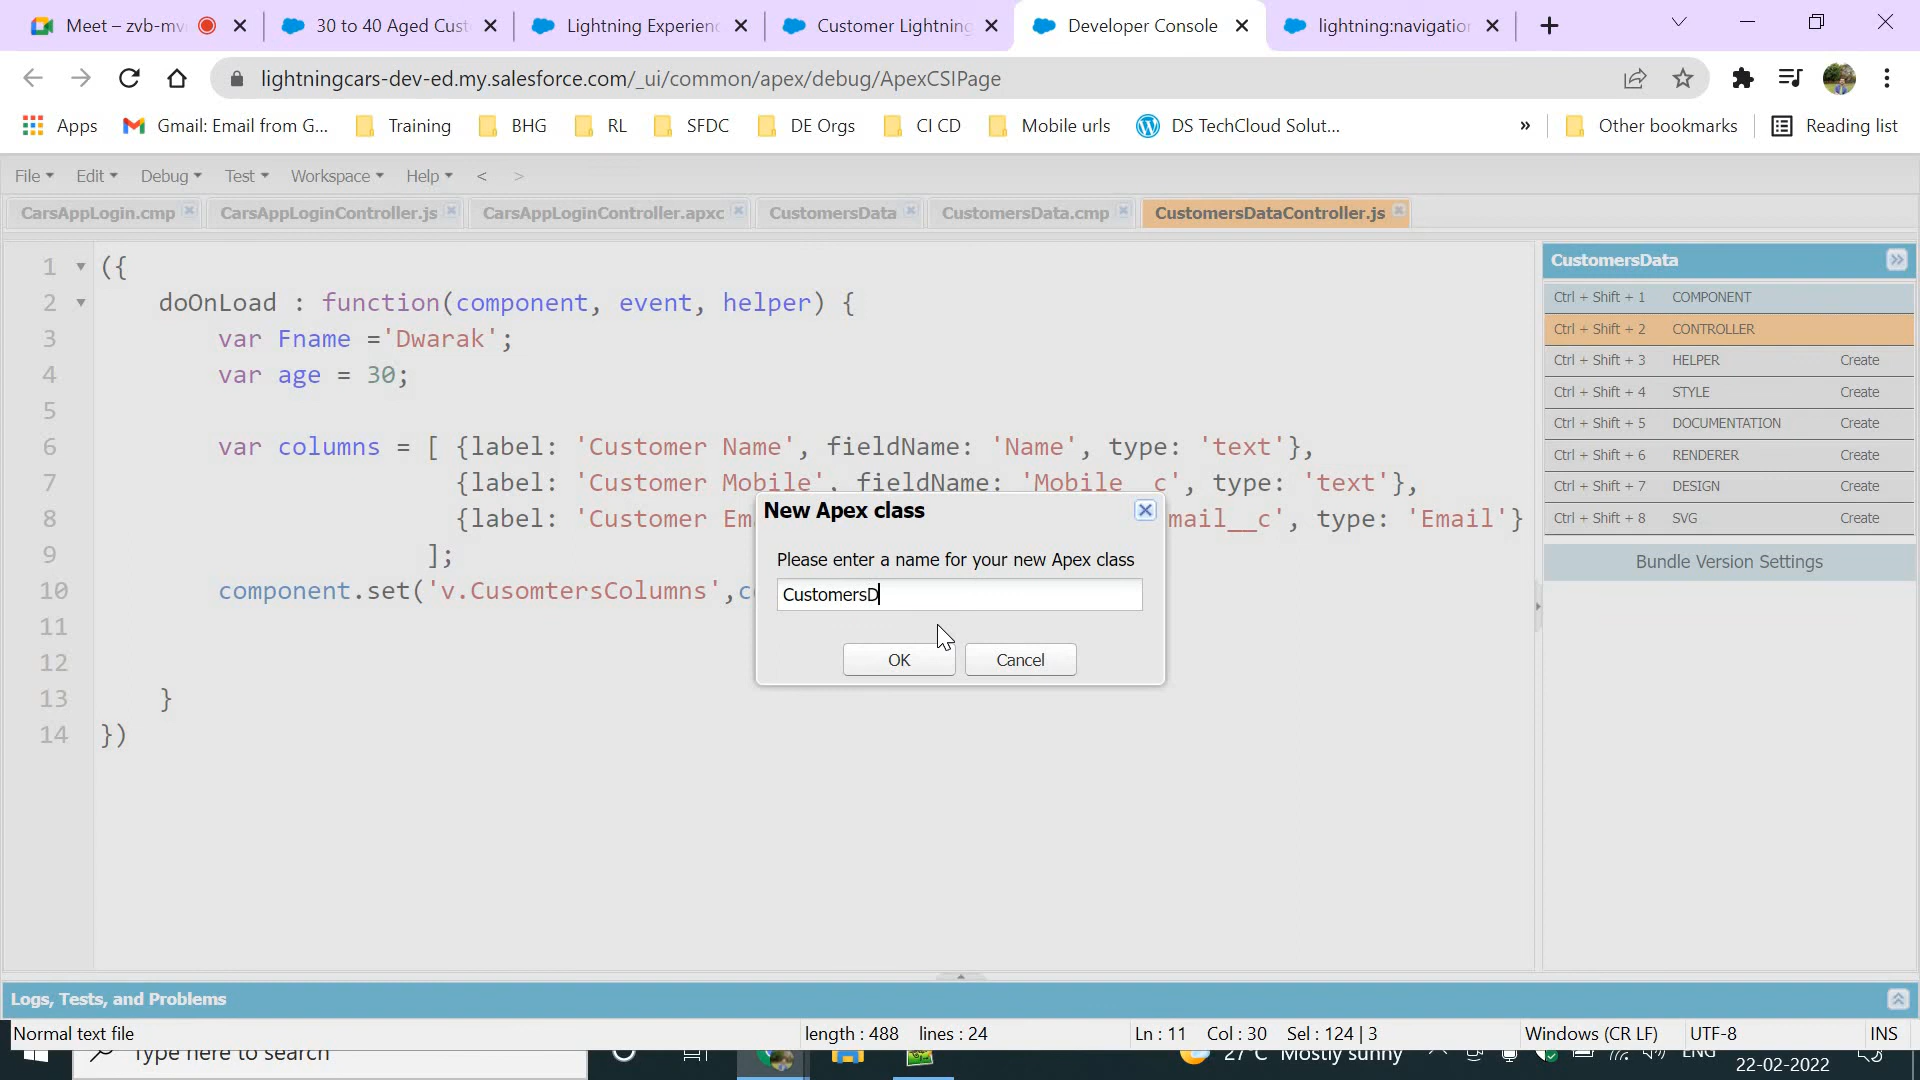 Meet – zvb-mv
30 to 40 Aged Cust
Lightning Experienc
Customer Lightning
Developer Console
lightning:navigation
lightningcars-dev-ed.my.salesforce.com/_ui/common/apex/debug/ApexCSIPage
Apps
Gmail: Email from G...
Training
BHG
RL
SFDC
DE Orgs
CI CD
Mobile urls
DS TechCloud Solut...
»
Other bookmarks
Reading list
File
Edit
Debug
Test
Workspace
Help
<
>
CarsAppLogin.cmp
CarsAppLoginController.js
CarsAppLoginController.apxc
CustomersData
CustomersData.cmp
CustomersDataController.js
1 ({
2 doOnLoad : function(component, event, helper) {
3 var Fname ='Dwarak';
4 var age = 30;
5
6 var columns = [ {label: 'Customer Name', fieldName: 'Name', type: 'text'},
7 {label: 'Customer Mobile', fieldName: 'Mobile__c', type: 'text'},
8 {label: 'Customer Em mail__c', type: 'Email'}
9 ];
10 component.set('v.CusomtersColumns',c
11
12
13 }
14 })
New Apex class
Please enter a name for your new Apex class
CustomersD
OK
Cancel
CustomersData
Ctrl + Shift + 1 COMPONENT
Ctrl + Shift + 2 CONTROLLER
Ctrl + Shift + 3 HELPER Create
Ctrl + Shift + 4 STYLE Create
Ctrl + Shift + 5 DOCUMENTATION Create
Ctrl + Shift + 6 RENDERER Create
Ctrl + Shift + 7 DESIGN Create
Ctrl + Shift + 8 SVG Create
Bundle Version Settings
Logs, Tests, and Problems
Normal text file
length : 488 lines : 24
Ln : 11 Col : 30 Sel : 124 | 3
Windows (CR LF)
UTF-8
INS
Type here to search
27°C Mostly sunny
ENG
22-02-2022